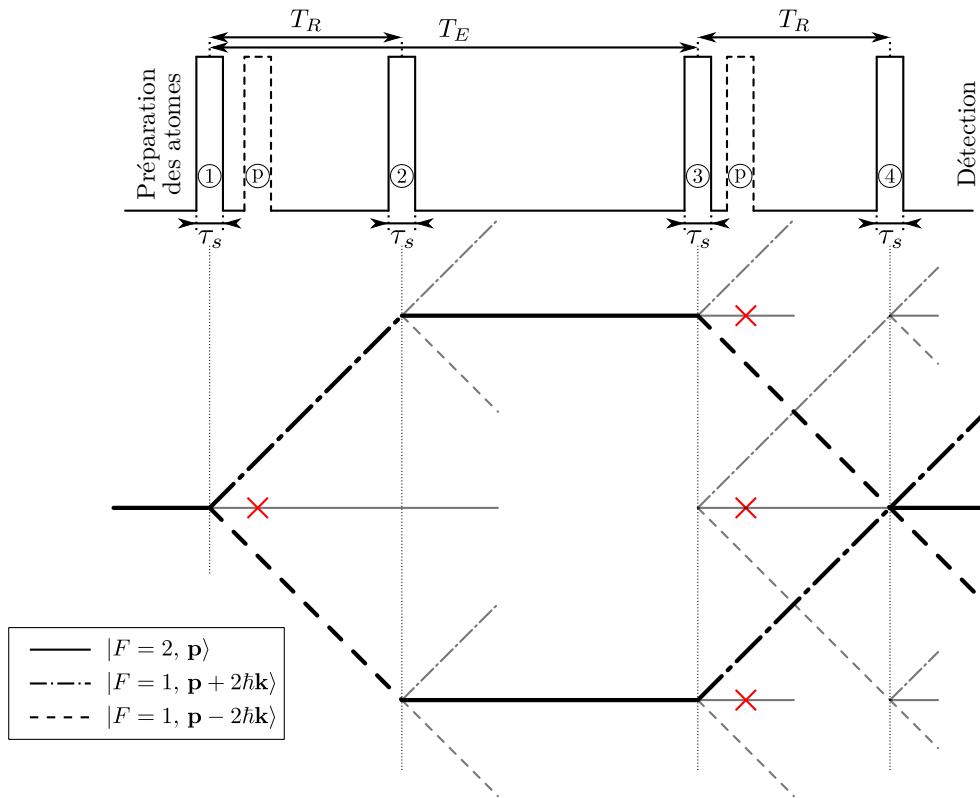 T_R
T_E
T_R
Préparation
des atomes
① ⓟ ② ③ ⓟ ④
Détection
τ_s
τ_s
τ_s
τ_s
|F = 2, p⟩
|F = 1, p + 2ħk⟩
|F = 1, p − 2ħk⟩